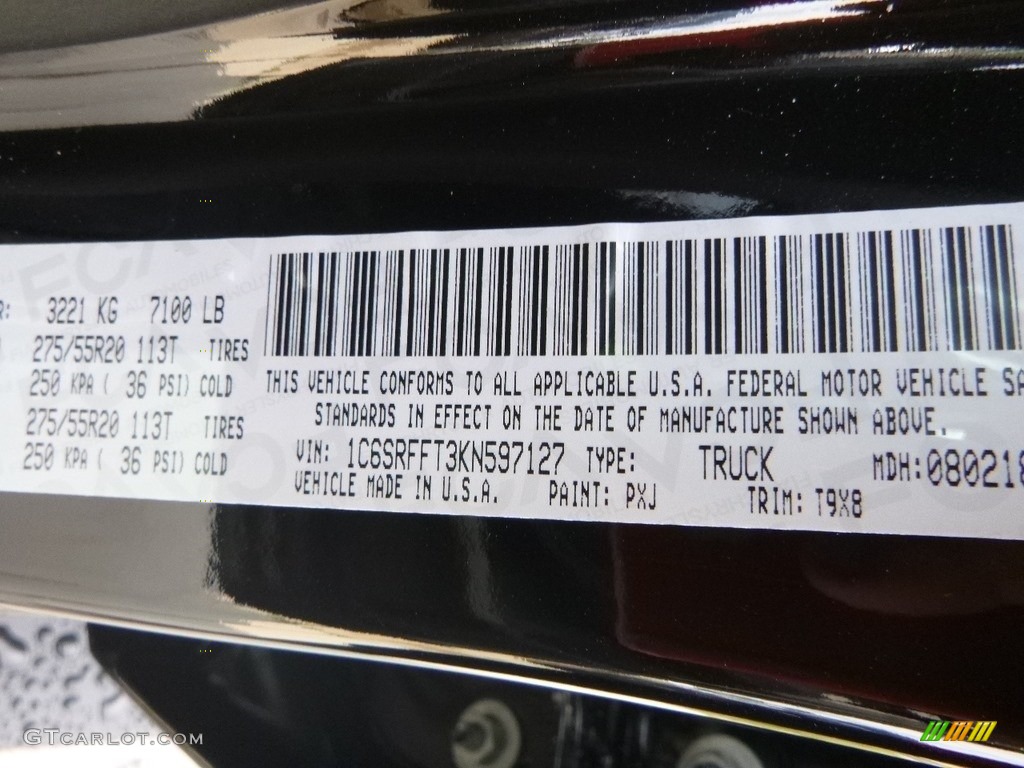 R: 3221 KG 7100 LB
275/55R20 113T TIRES
250 KPA ( 36 PSI) COLD
275/55R20 113T TIRES
250 KPA ( 36 PSI) COLD
THIS VEHICLE CONFORMS TO ALL APPLICABLE U.S.A. FEDERAL MOTOR VEHICLE SA
STANDARDS IN EFFECT ON THE DATE OF MANUFACTURE SHOWN ABOVE.
VIN: 1C6SRFFT3KN597127 TYPE: TRUCK MDH: 080218
VEHICLE MADE IN U.S.A. PAINT: PXJ TRIM: T9X8
GTcarlot.com